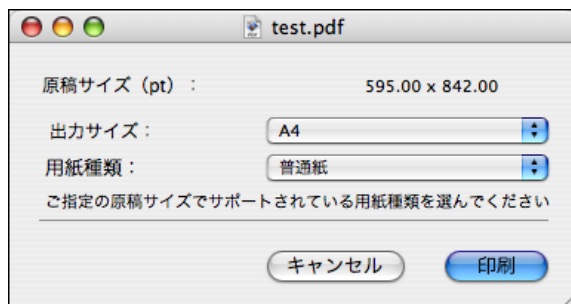 test.pdf
原稿サイズ（pt）： 595.00 x 842.00
出力サイズ： A4
用紙種類： 普通紙
ご指定の原稿サイズでサポートされている用紙種類を選んでください
キャンセル 印刷